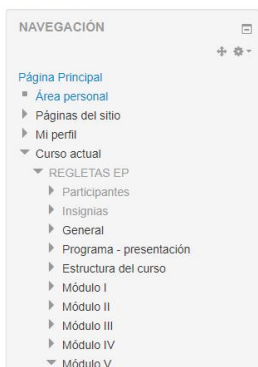 NAVEGACIÓN
Página Principal
Área personal
Páginas del sitio
Mi perfil
Curso actual
REGLETAS EP
Participantes
Insignias
General
Programa - presentación
Estructura del curso
Módulo I
Módulo II
Módulo III
Módulo IV
Módulo V